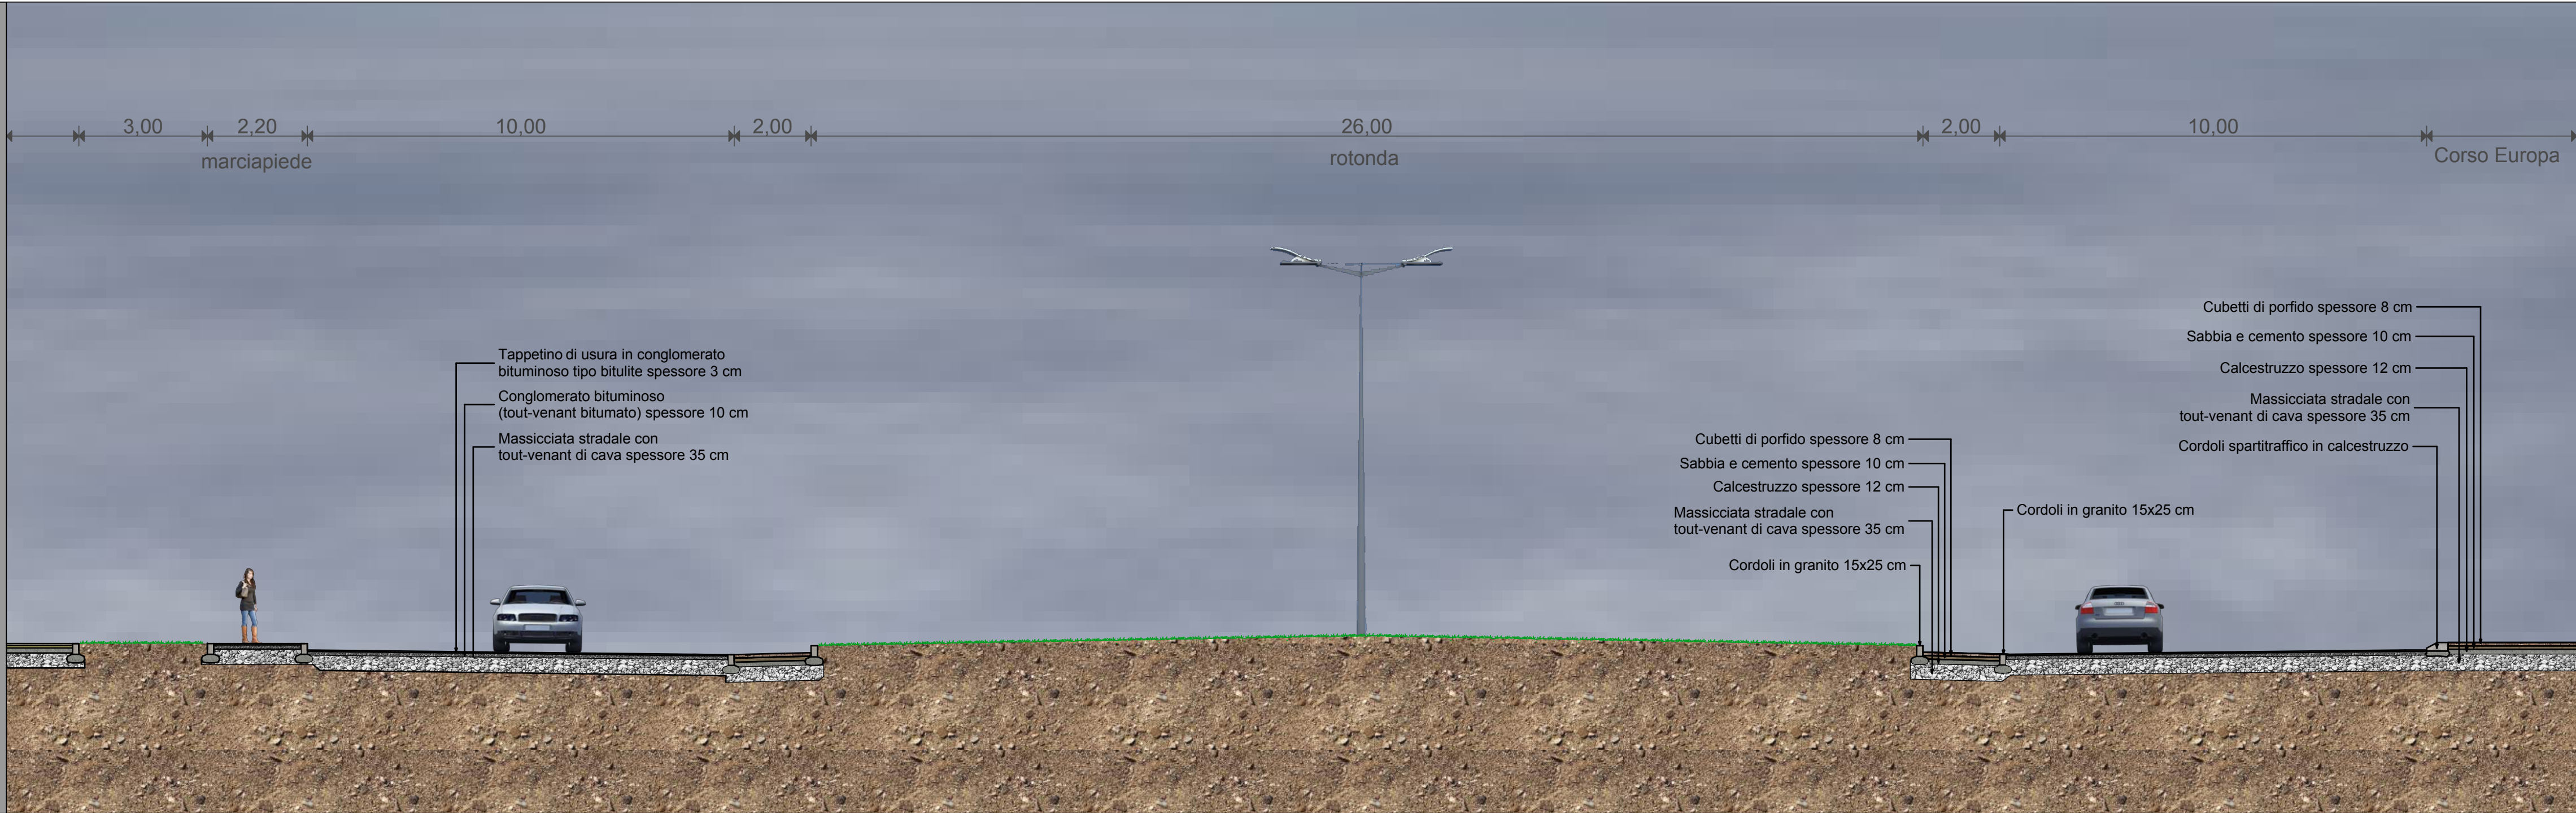 3,00
2,20
10,00
2,00
26,00
2,00
10,00
marciapiede
rotonda
Corso Europa
Tappetino di usura in conglomerato
bituminoso tipo bitulite spessore 3 cm
Conglomerato bituminoso
(tout-venant bitumato) spessore 10 cm
Massicciata stradale con
tout-venant di cava spessore 35 cm
Cubetti di porfido spessore 8 cm
Sabbia e cemento spessore 10 cm
Calcestruzzo spessore 12 cm
Massicciata stradale con
tout-venant di cava spessore 35 cm
Cordoli in granito 15x25 cm
Cordoli in granito 15x25 cm
Cubetti di porfido spessore 8 cm
Sabbia e cemento spessore 10 cm
Calcestruzzo spessore 12 cm
Massicciata stradale con
tout-venant di cava spessore 35 cm
Cordoli spartitraffico in calcestruzzo